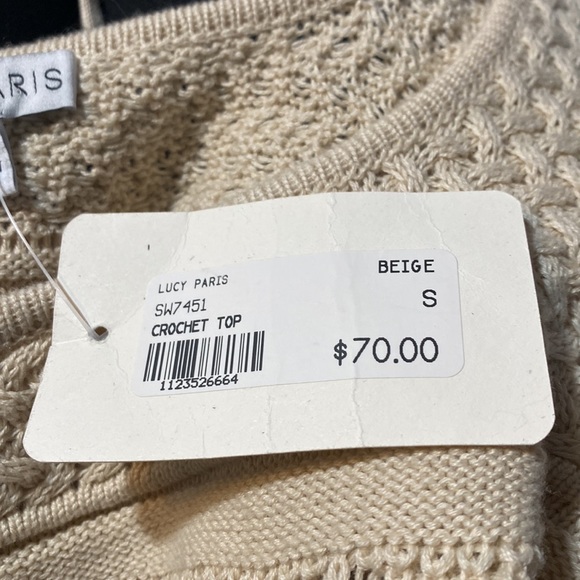 ARIS
LUCY PARIS
SW7451
CROCHET TOP
1123526664
BEIGE
S
$70.00